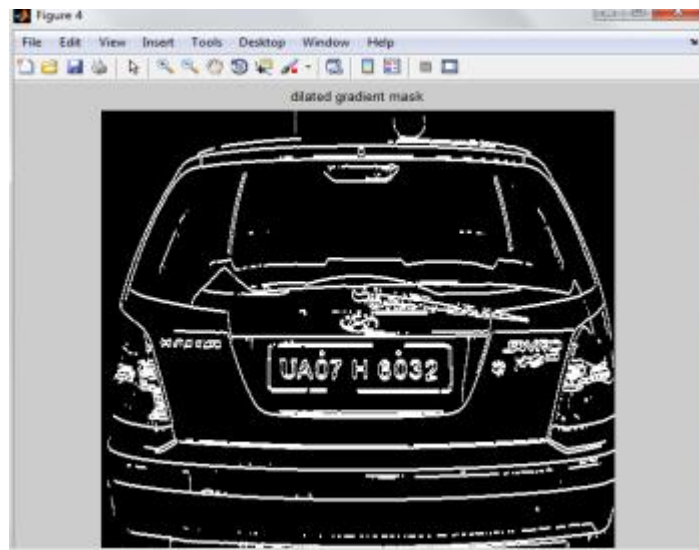 Figure 4
File Edit View Insert Tools Desktop Window Help
dilated gradient mask
UA07 H 6032